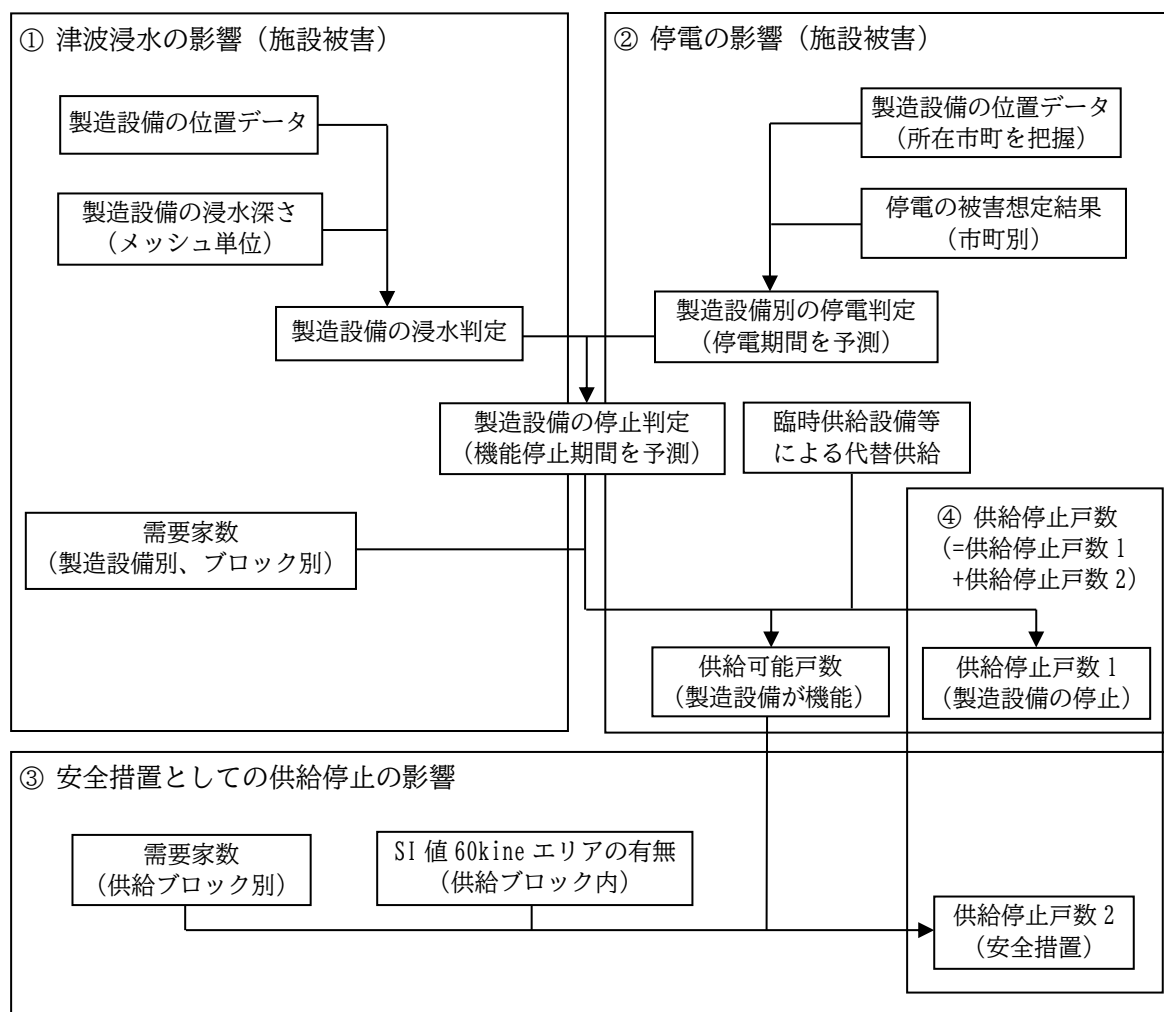 ① 津波浸水の影響（施設被害）
製造設備の位置データ
製造設備の浸水深さ
（メッシュ単位）
製造設備の浸水判定
② 停電の影響（施設被害）
製造設備の位置データ
（所在市町を把握）
停電の被害想定結果
（市町別）
製造設備別の停電判定
（停電期間を予測）
製造設備の停止判定
（機能停止期間を予測）
臨時供給設備等
による代替供給
需要家数
（製造設備別、ブロック別）
④ 供給停止戸数
（=供給停止戸数 1
+供給停止戸数 2）
供給可能戸数
（製造設備が機能）
供給停止戸数 1
（製造設備の停止）
③ 安全措置としての供給停止の影響
需要家数
（供給ブロック別）
SI 値 60kine エリアの有無
（供給ブロック内）
供給停止戸数 2
（安全措置）